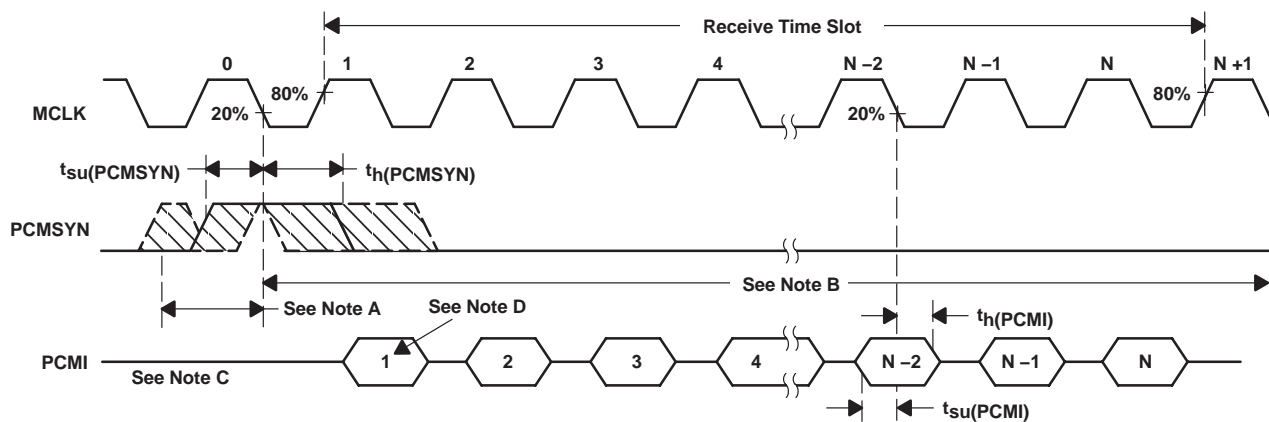 Receive Time Slot
0 1 2 3 4 N – 2 N – 1 N N +1
80% 80%
MCLK 20% 20%
tsu(PCMSYN) th(PCMSYN)
PCMSYN
See Note A See Note B
See Note D th(PCMI)
PCMI 1 2 3 4 N – 2 N – 1 N
See Note C
tsu(PCMI)